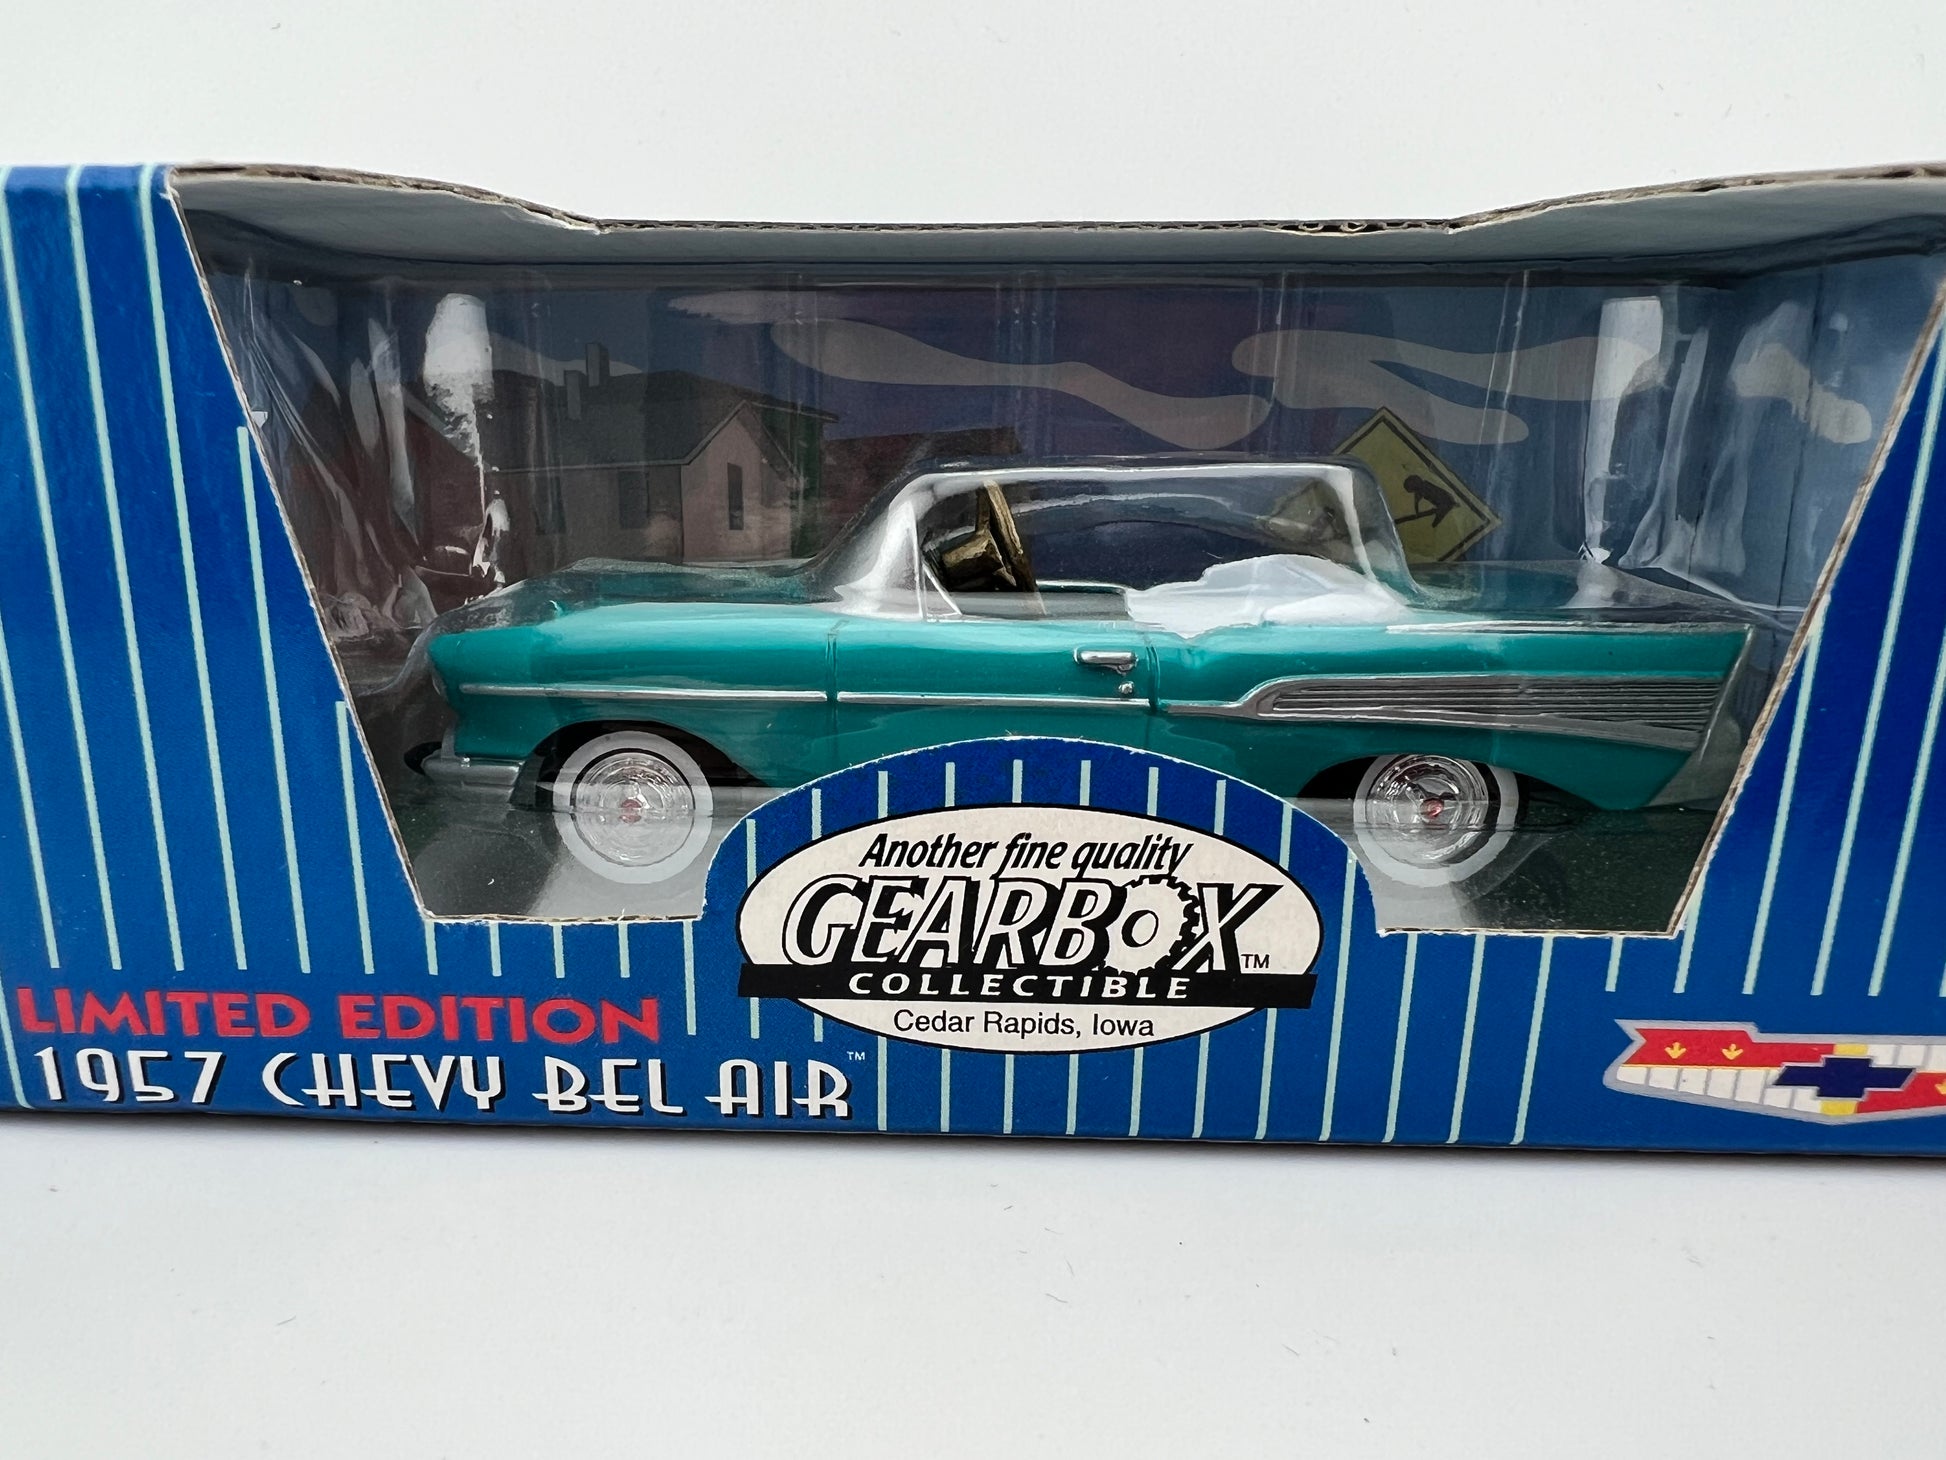 Another fine quality
GEARBOX™
COLLECTIBLE
Cedar Rapids, Iowa
LIMITED EDITION
1957 CHEVY BEL AIR™